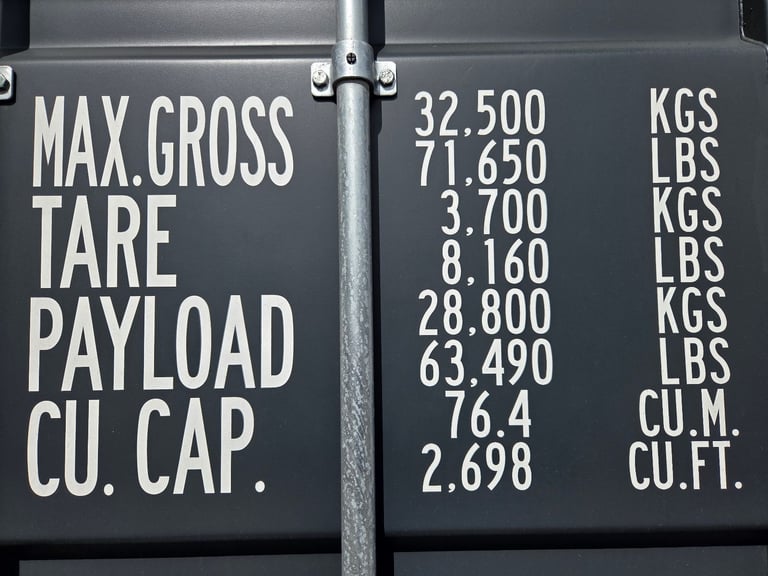 MAX.GROSS 32,500 KGS
71,650 LBS
TARE 3,700 KGS
8,160 LBS
PAYLOAD 28,800 KGS
63,490 LBS
CU. CAP. 76.4 CU.M.
2,698 CU.FT.